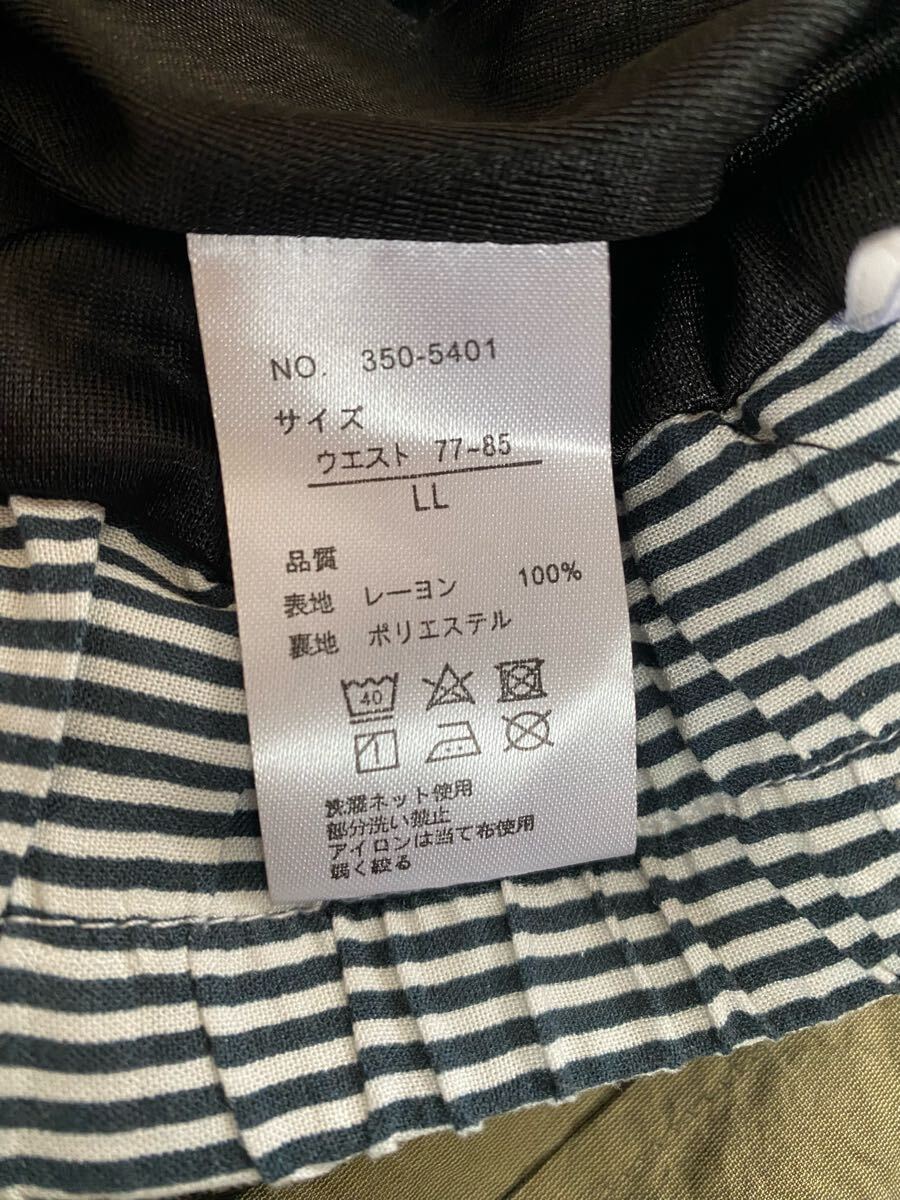 NO. 350-5401
サイズ
ウエスト 77~85
LL
品質
表地 レーヨン 100%
裏地 ポリエステル
40
洗濯ネット使用
部分洗い禁止
アイロンは当て布使用
弱く絞る